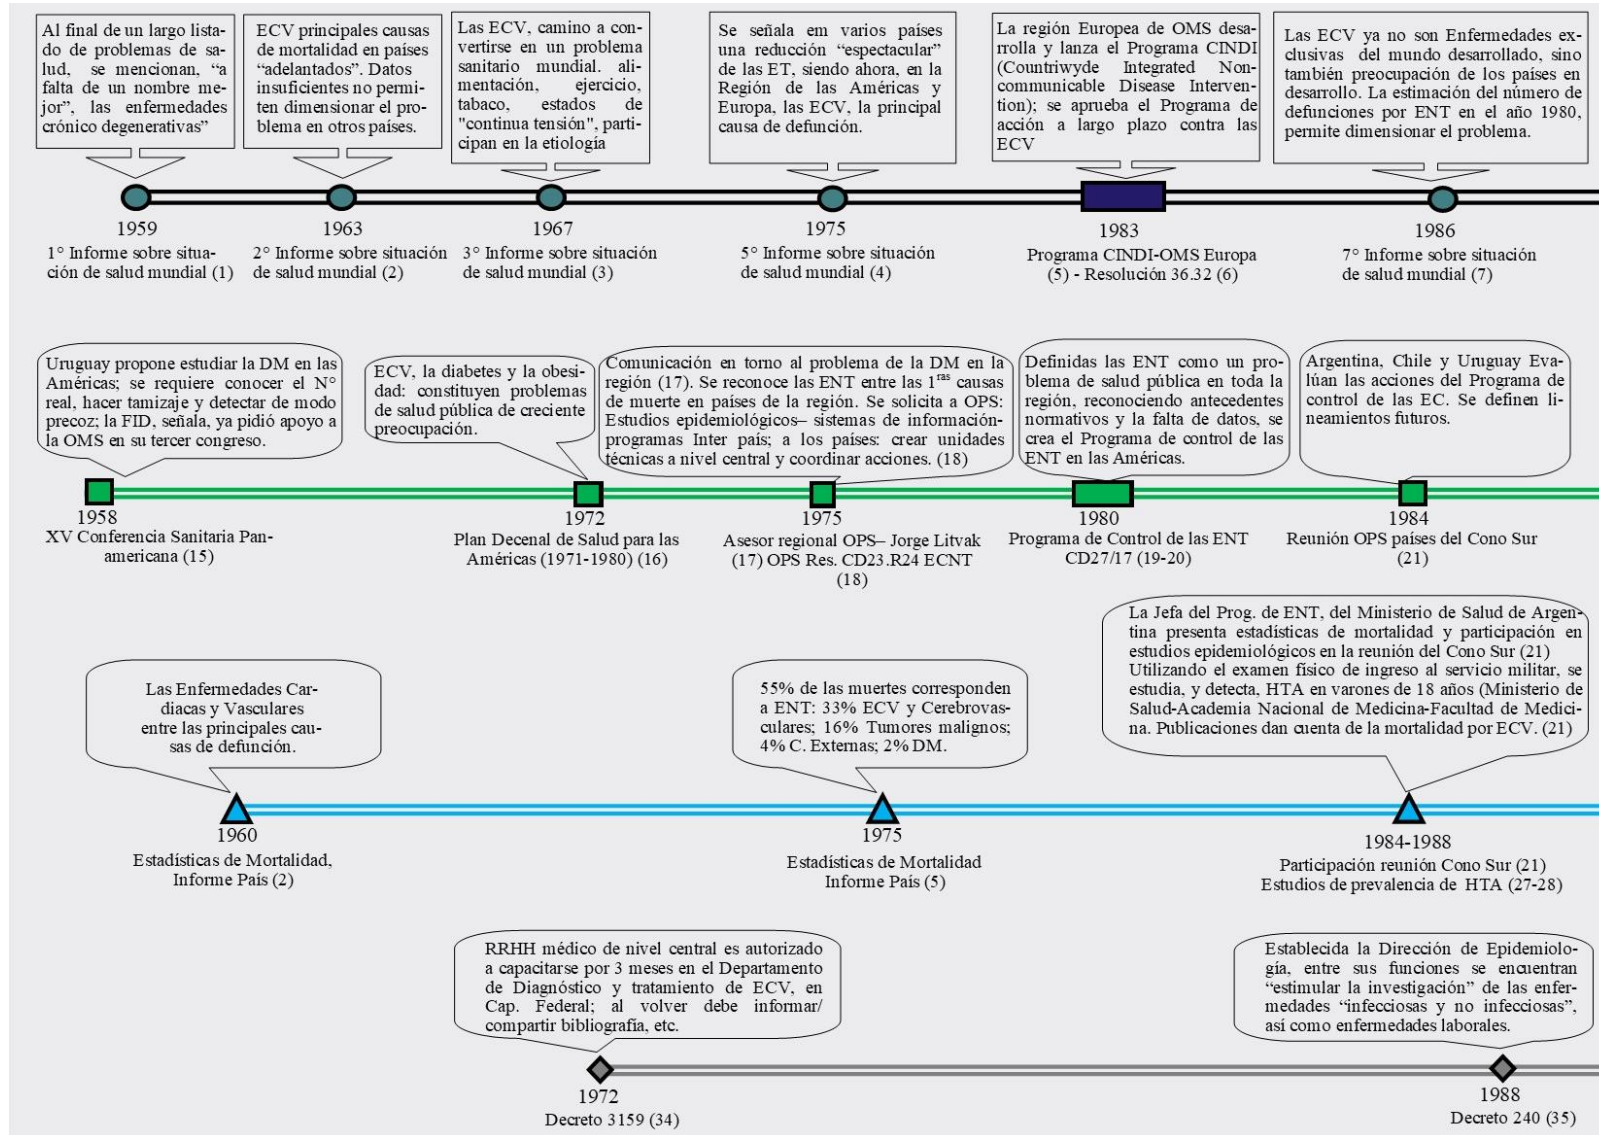 Al final de un largo lista-
do de problemas de sa-
lud, se mencionan, “a
falta de un nombre me-
jor”, las enfermedades
crónico degenerativas”
ECV principales causas
de mortalidad en países
“adelantados”. Datos
insuficientes no permi-
ten dimensionar el pro-
blema en otros países.
Las ECV, camino a con-
vertirse en un problema
sanitario mundial. ali-
mentación, ejercicio,
tabaco, estados de
"continua tensión", parti-
cipan en la etiología
Se señala em varios países
una reducción “espectacular”
de las ET, siendo ahora, en la
Región de las Américas y
Europa, las ECV, la principal
causa de defunción.
La región Europea de OMS desa-
rrolla y lanza el Programa CINDI
(Countriwyde Integrated Non-
communicable Disease Interven-
tion); se aprueba el Programa de
acción a largo plazo contra las
ECV
Las ECV ya no son Enfermedades ex-
clusivas del mundo desarrollado, sino
también preocupación de los países en
desarrollo. La estimación del número de
defunciones por ENT en el año 1980,
permite dimensionar el problema.
1959
1° Informe sobre situa-
ción de salud mundial (1)
1963
2° Informe sobre situación
de salud mundial (2)
1967
3° Informe sobre situación
de salud mundial (3)
1975
5° Informe sobre situación
de salud mundial (4)
1983
Programa CINDI-OMS Europa
(5) - Resolución 36.32 (6)
1986
7° Informe sobre situación
de salud mundial (7)
Uruguay propone estudiar la DM en las
Américas; se requiere conocer el N°
real, hacer tamizaje y detectar de modo
precoz; la FID, señala, ya pidió apoyo a
la OMS en su tercer congreso.
ECV, la diabetes y la obesi-
dad: constituyen problemas
de salud pública de creciente
preocupación.
Comunicación en torno al problema de la DM en la
región (17). Se reconoce las ENT entre las 1ras causas
de muerte en países de la región. Se solicita a OPS:
Estudios epidemiológicos– sistemas de información-
programas Inter país; a los países: crear unidades
técnicas a nivel central y coordinar acciones. (18)
Definidas las ENT como un pro-
blema de salud pública en toda la
región, reconociendo antecedentes
normativos y la falta de datos, se
crea el Programa de control de las
ENT en las Américas.
Argentina, Chile y Uruguay Eva-
lúan las acciones del Programa de
control de las EC. Se definen li-
neamientos futuros.
1958
XV Conferencia Sanitaria Pan-
americana (15)
1972
Plan Decenal de Salud para las
Américas (1971-1980) (16)
1975
Asesor regional OPS– Jorge Litvak
(17) OPS Res. CD23.R24 ECNT
(18)
1980
Programa de Control de las ENT
CD27/17 (19-20)
1984
Reunión OPS países del Cono Sur
(21)
Las Enfermedades Car-
diacas y Vasculares
entre las principales cau-
sas de defunción.
55% de las muertes corresponden
a ENT: 33% ECV y Cerebrovas-
culares; 16% Tumores malignos;
4% C. Externas; 2% DM.
La Jefa del Prog. de ENT, del Ministerio de Salud de Argen-
tina presenta estadísticas de mortalidad y participación en
estudios epidemiológicos en la reunión del Cono Sur (21)
Utilizando el examen físico de ingreso al servicio militar, se
estudia, y detecta, HTA en varones de 18 años (Ministerio de
Salud-Academia Nacional de Medicina-Facultad de Medici-
na. Publicaciones dan cuenta de la mortalidad por ECV. (21)
1960
Estadísticas de Mortalidad,
Informe País (2)
1975
Estadísticas de Mortalidad
Informe País (5)
1984-1988
Participación reunión Cono Sur (21)
Estudios de prevalencia de HTA (27-28)
RRHH médico de nivel central es autorizado
a capacitarse por 3 meses en el Departamento
de Diagnóstico y tratamiento de ECV, en
Cap. Federal; al volver debe informar/
compartir bibliografía, etc.
Establecida la Dirección de Epidemiolo-
gía, entre sus funciones se encuentran
“estimular la investigación” de las enfer-
medades “infecciosas y no infecciosas”,
así como enfermedades laborales.
1972
Decreto 3159 (34)
1988
Decreto 240 (35)